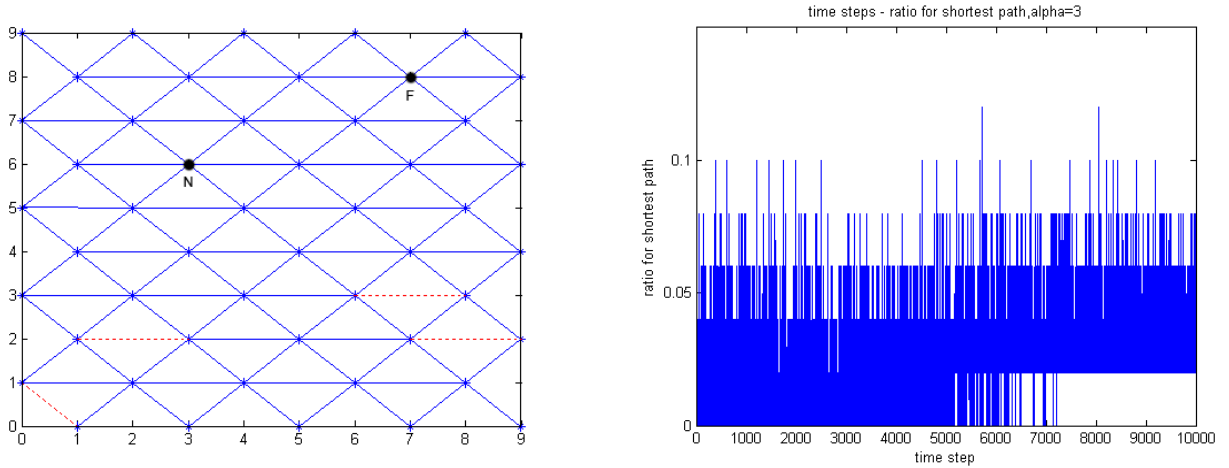 9
8
7
6
5
4
3
2
1
0
0 1 2 3 4 5 6 7 8 9
F
N
time steps - ratio for shortest path,alpha=3
ratio for shortest path
0.1
0.05
0
0 1000 2000 3000 4000 5000 6000 7000 8000 9000 10000
time step